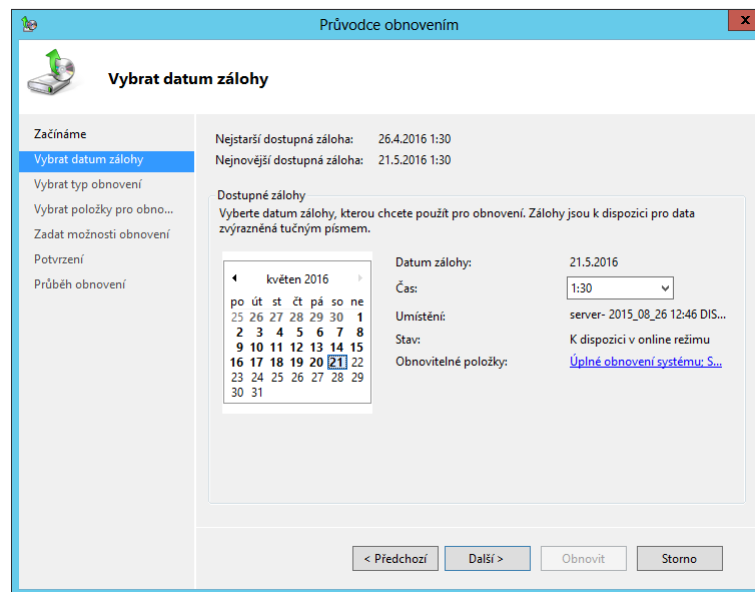 Průvodce obnovením
x
Vybrat datum zálohy
Začínáme
Vybrat datum zálohy
Vybrat typ obnovení
Vybrat položky pro obno...
Zadat možnosti obnovení
Potvrzení
Průběh obnovení
Nejstarší dostupná záloha: 26.4.2016 1:30
Nejnovější dostupná záloha: 21.5.2016 1:30
Dostupné zálohy
Vyberte datum zálohy, kterou chcete použít pro obnovení. Zálohy jsou k dispozici pro data
zvýrazněná tučným písmem.
květen 2016
po út st čt pá so ne
25 26 27 28 29 30 1
2 3 4 5 6 7 8
9 10 11 12 13 14 15
16 17 18 19 20 21 22
23 24 25 26 27 28 29
30 31
Datum zálohy: 21.5.2016
Čas: 1:30
Umístění: server- 2015_08_26 12:46 DIS...
Stav: K dispozici v online režimu
Obnovitelné položky: Úplné obnovení systému; S...
< Předchozí
Další >
Obnovit
Storno